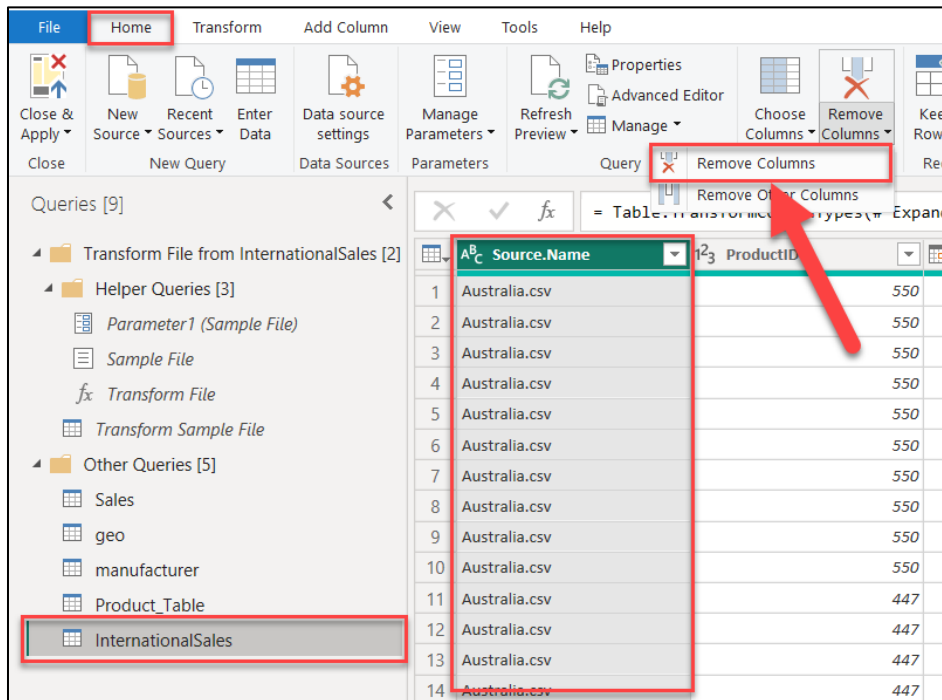 File Home Transform Add Column View Tools Help
Close & Apply
New Source
Recent Sources
Enter Data
Data source settings
Manage Parameters
Refresh Preview
Properties
Advanced Editor
Manage
Choose Columns
Remove Columns
Close New Query Data Sources Parameters Query
Remove Columns
Remove Other Columns
Queries [9]
fx = Table.TransformColumnTypes(#
Transform File from InternationalSales [2]
Helper Queries [3]
Parameter1 (Sample File)
Sample File
fx Transform File
Transform Sample File
Other Queries [5]
Sales
geo
manufacturer
Product_Table
InternationalSales
ABC Source.Name 123 ProductID
1 Australia.csv 550
2 Australia.csv 550
3 Australia.csv 550
4 Australia.csv 550
5 Australia.csv 550
6 Australia.csv 550
7 Australia.csv 550
8 Australia.csv 550
9 Australia.csv 550
10 Australia.csv 550
11 Australia.csv 447
12 Australia.csv 447
13 Australia.csv 447
14 Australia.csv 447